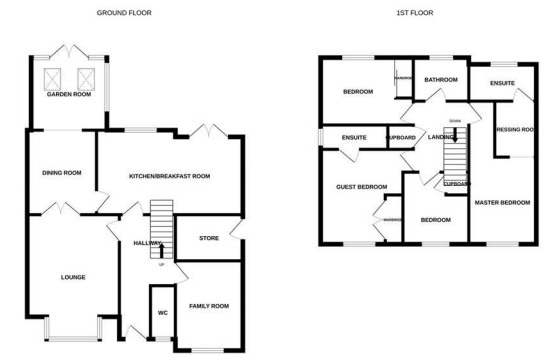 GROUND FLOOR
1ST FLOOR
GARDEN ROOM
DINING ROOM
KITCHEN/BREAKFAST ROOM
HALLWAY
UP
STORE
LOUNGE
WC
FAMILY ROOM
BEDROOM
WARDROBE
BATHROOM
ENSUITE
DOWN
ENSUITE
CUPBOARD
LANDING
RESSING ROO
GUEST BEDROOM
CUPBOARD
WARDROBE
BEDROOM
MASTER BEDROOM